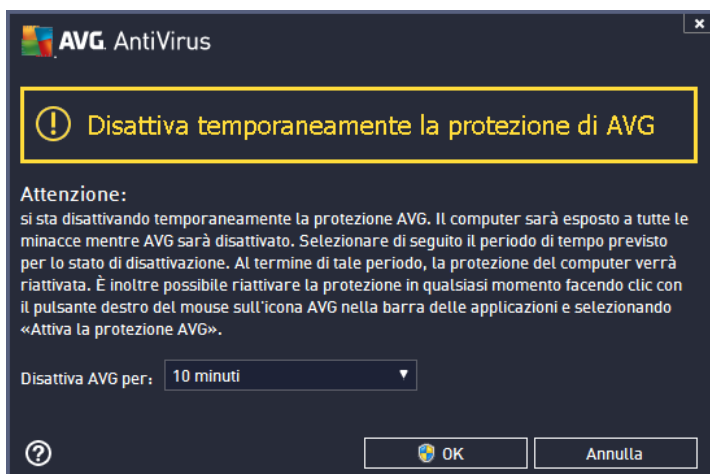 AVG. AntiVirus
Disattiva temporaneamente la protezione di AVG
Attenzione:
si sta disattivando temporaneamente la protezione AVG. Il computer sarà esposto a tutte le
minacce mentre AVG sarà disattivato. Selezionare di seguito il periodo di tempo previsto
per lo stato di disattivazione. Al termine di tale periodo, la protezione del computer verrà
riattivata. È inoltre possibile riattivare la protezione in qualsiasi momento facendo clic con
il pulsante destro del mouse sull'icona AVG nella barra delle applicazioni e selezionando
«Attiva la protezione AVG».
Disattiva AVG per: 10 minuti
OK Annulla